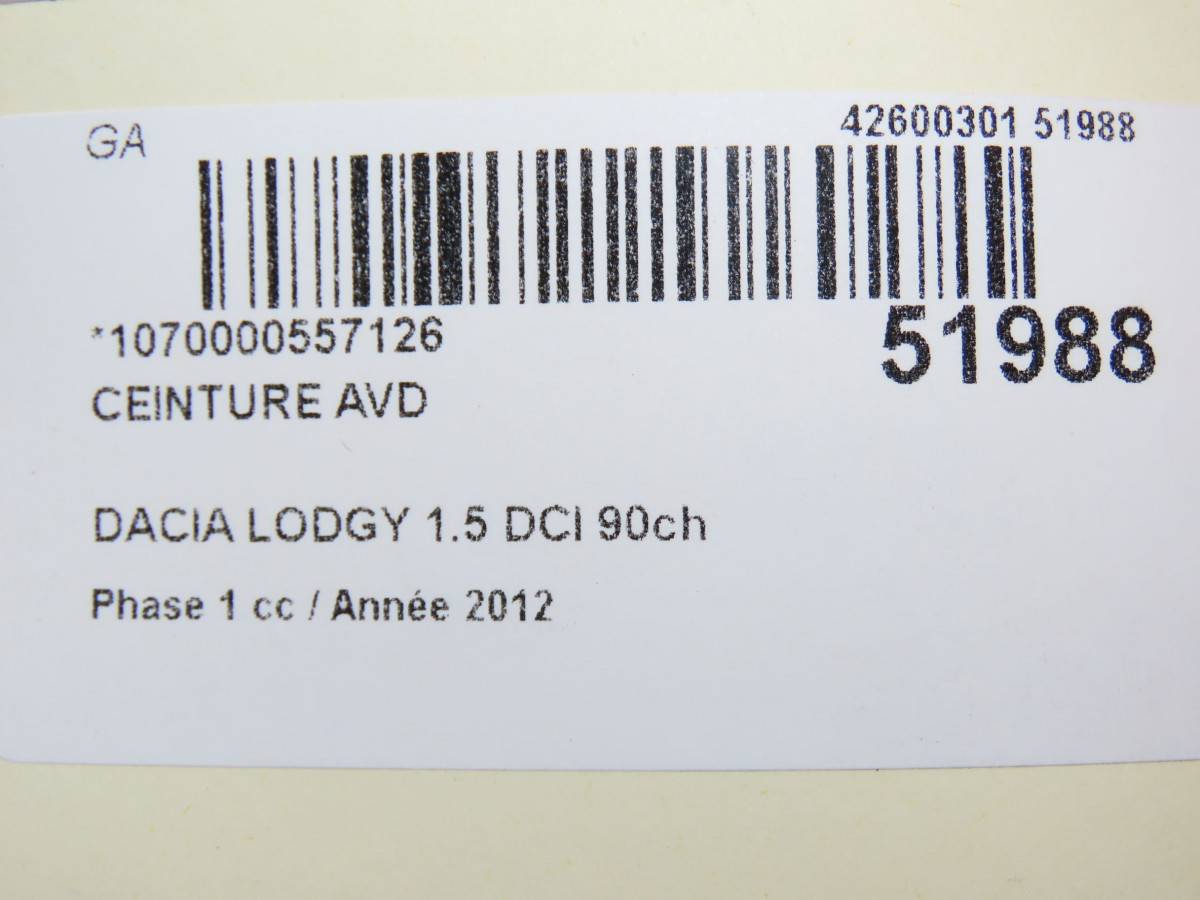 GA
42600301 51988
*1070000557126
51988
CEINTURE AVD
DACIA LODGY 1.5 DCI 90ch
Phase 1 cc / Année 2012